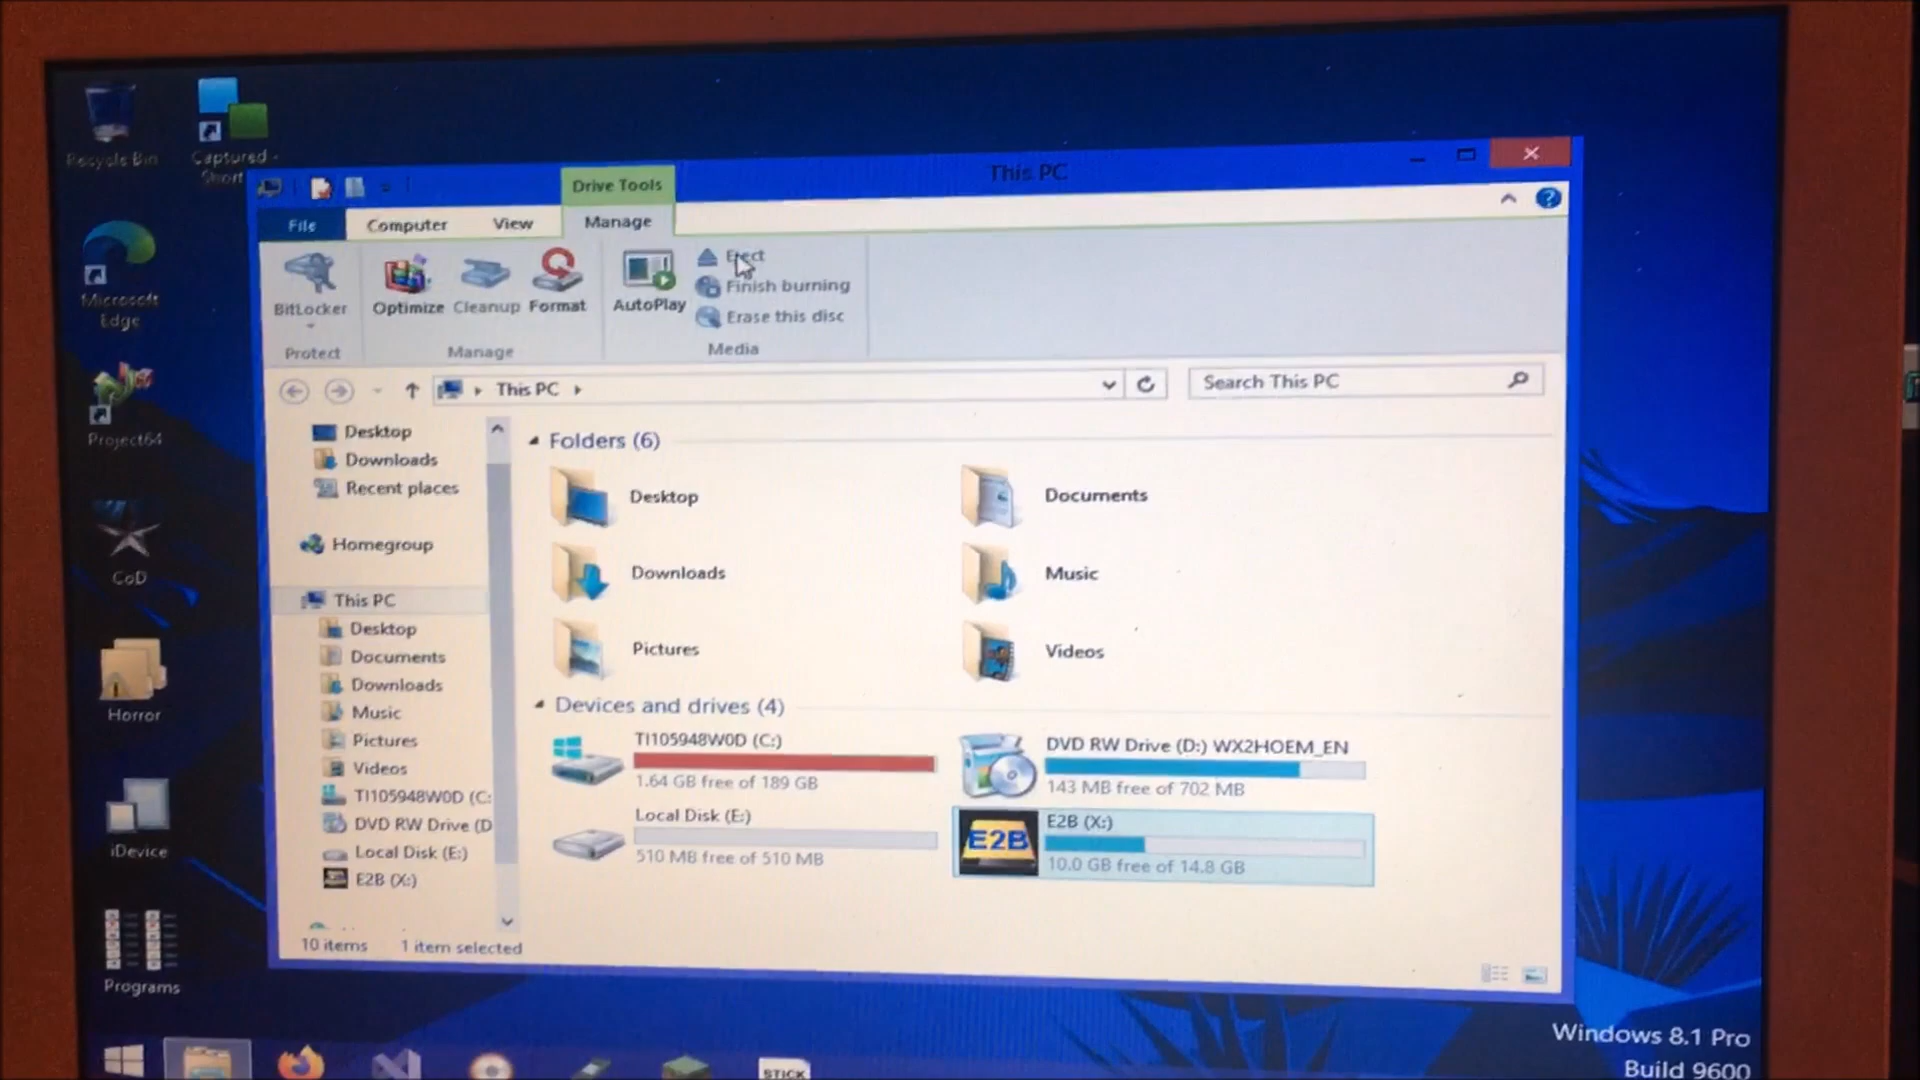 Recycle Bin
Captured -
Short
Microsoft
Edge
Project64
CoD
Horror
iDevice
Programs
This PC
Drive Tools
File
Computer
View
Manage
BitLocker
Optimize
Cleanup
Format
AutoPlay
Eject
Finish burning
Erase this disc
Protect
Manage
Media
This PC
Search This PC
Desktop
Downloads
Recent places
Homegroup
This PC
Desktop
Documents
Downloads
Music
Pictures
Videos
TI105948W0D (C:
DVD RW Drive (D
Local Disk (E:)
E2B (X:)
Folders (6)
Desktop
Documents
Downloads
Music
Pictures
Videos
Devices and drives (4)
TI105948W0D (C:)
1.64 GB free of 189 GB
DVD RW Drive (D:) WX2HOEM_EN
143 MB free of 702 MB
Local Disk (E:)
510 MB free of 510 MB
E2B
E2B (X:)
10.0 GB free of 14.8 GB
10 items
1 item selected
STICK
Windows 8.1 Pro
Build 9600